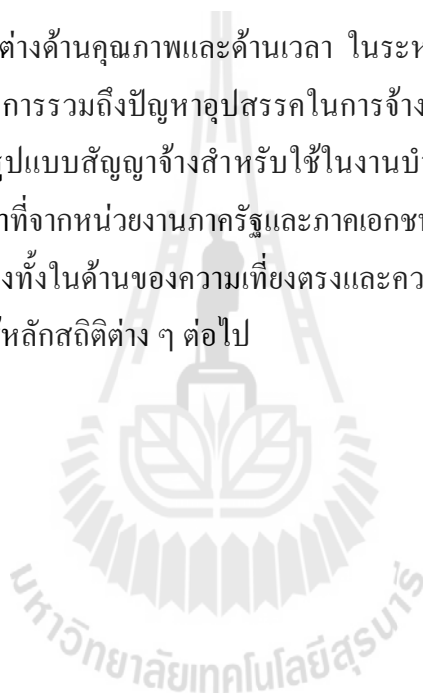 ต่างด้านคุณภาพและด้านเวลา ในระห
การรวมถึงปัญหาอุปสรรคในการจ้าง
รูปแบบสัญญาจ้างสำหรับใช้ในงานบำ
าที่จากหน่วยงานภาครัฐและภาคเอกชน
งทั้งในด้านของความเที่ยงตรงและคว
หลักสถิติต่าง ๆ ต่อไป
มหาวิทยาลัยเทคโนโลยีสุรนารี